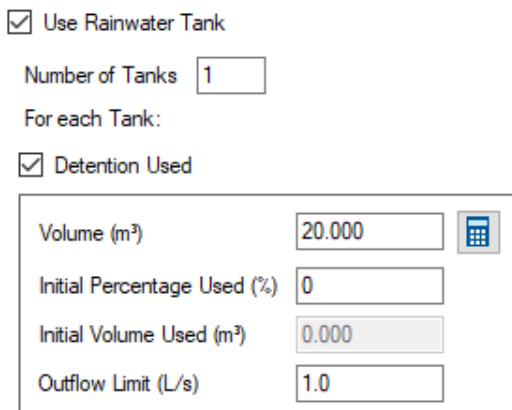 Use Rainwater Tank
Number of Tanks 1
For each Tank:
Detention Used
Volume (m³) 20.000
Initial Percentage Used (%) 0
Initial Volume Used (m³) 0.000
Outflow Limit (L/s) 1.0